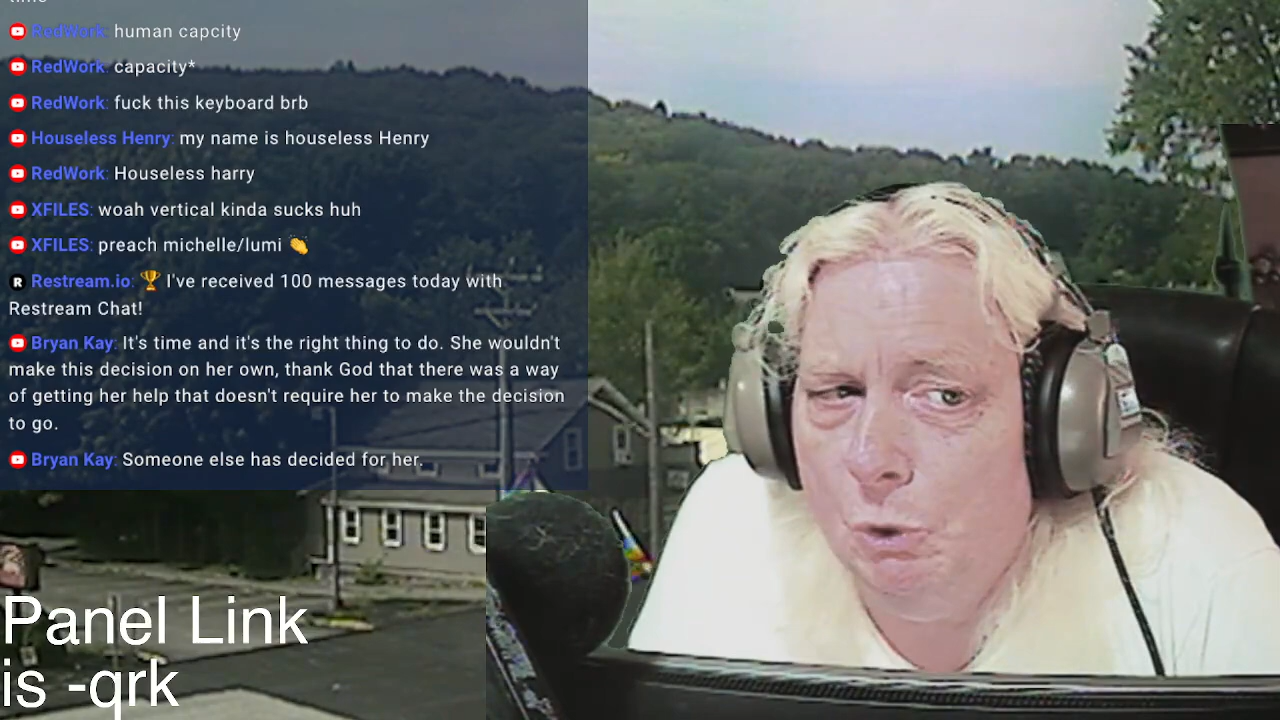 RedWork: human capcity
RedWork: capacity*
RedWork: fuck this keyboard brb
Houseless Henry: my name is houseless Henry
RedWork: Houseless harry
XFILES: woah vertical kinda sucks huh
XFILES: preach michelle/lumi 👏
R Restream.io: 🏆 I've received 100 messages today with
Restream Chat!
Bryan Kay: It's time and it's the right thing to do. She wouldn't
make this decision on her own, thank God that there was a way
of getting her help that doesn't require her to make the decision
to go.
Bryan Kay: Someone else has decided for her.
Panel Link
is -qrk